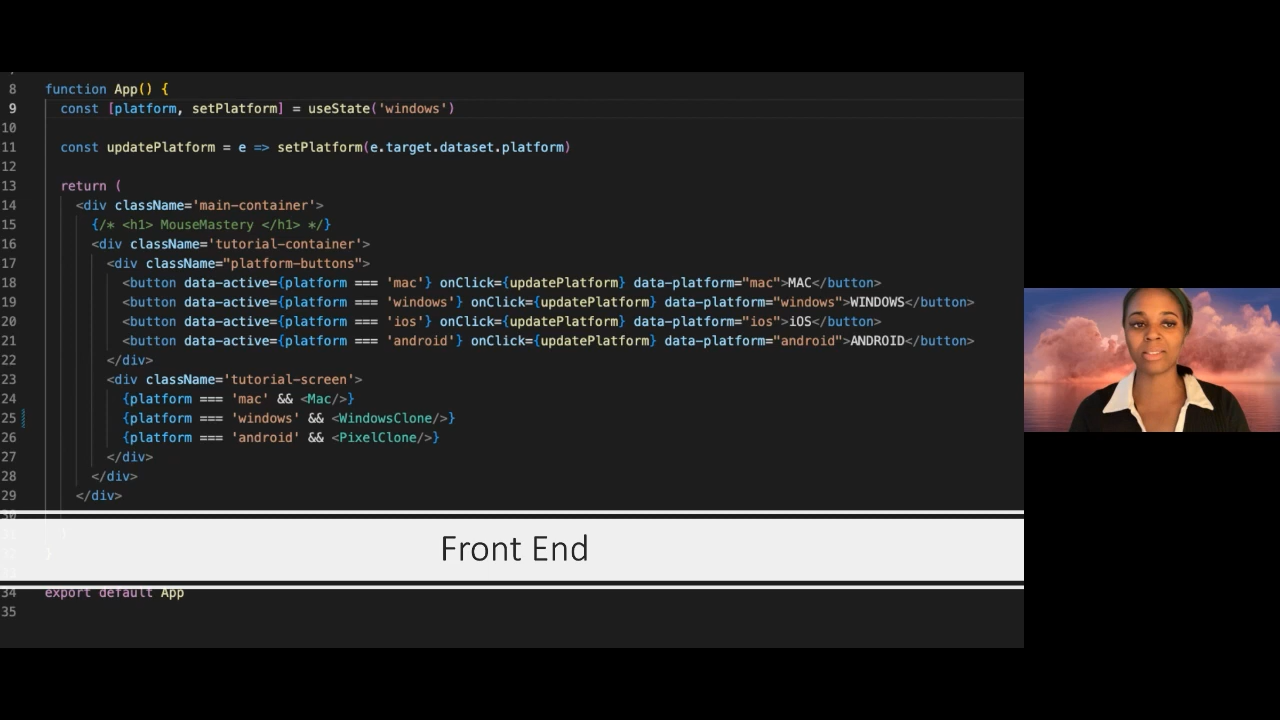 8 function App() {
9 const [platform, setPlatform] = useState('windows')
10
11 const updatePlatform = e => setPlatform(e.target.dataset.platform)
12
13 return (
14 <div className='main-container'>
15 {/* <h1> MouseMastery </h1> */}
16 <div className='tutorial-container'>
17 <div className="platform-buttons">
18 <button data-active={platform === 'mac'} onClick={updatePlatform} data-platform="mac">MAC</button>
19 <button data-active={platform === 'windows'} onClick={updatePlatform} data-platform="windows">WINDOWS</button>
20 <button data-active={platform === 'ios'} onClick={updatePlatform} data-platform="ios">iOS</button>
21 <button data-active={platform === 'android'} onClick={updatePlatform} data-platform="android">ANDROID</button>
22 </div>
23 <div className='tutorial-screen'>
24 {platform === 'mac' && <Mac/>}
25 {platform === 'windows' && <WindowsClone/>}
26 {platform === 'android' && <PixelClone/>}
27 </div>
28 </div>
29 </div>
Front End
34 export default App
35